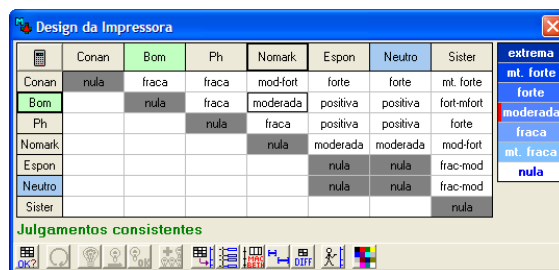 Design da Impressora
Conan Bom Ph Nomark Espon Neutro Sister extrema
Conan nula fraca fraca mod-fort forte forte mt. forte mt. forte
Bom nula fraca moderada positiva positiva fort-mfort forte
Ph nula fraca positiva positiva forte moderada
Nomark nula moderada moderada mod-fort fraca
Espon nula nula frac-mod mt. fraca
Neutro nula nula frac-mod nula
Sister nula
Julgamentos consistentes
OK? OK MAC BETH DIFF